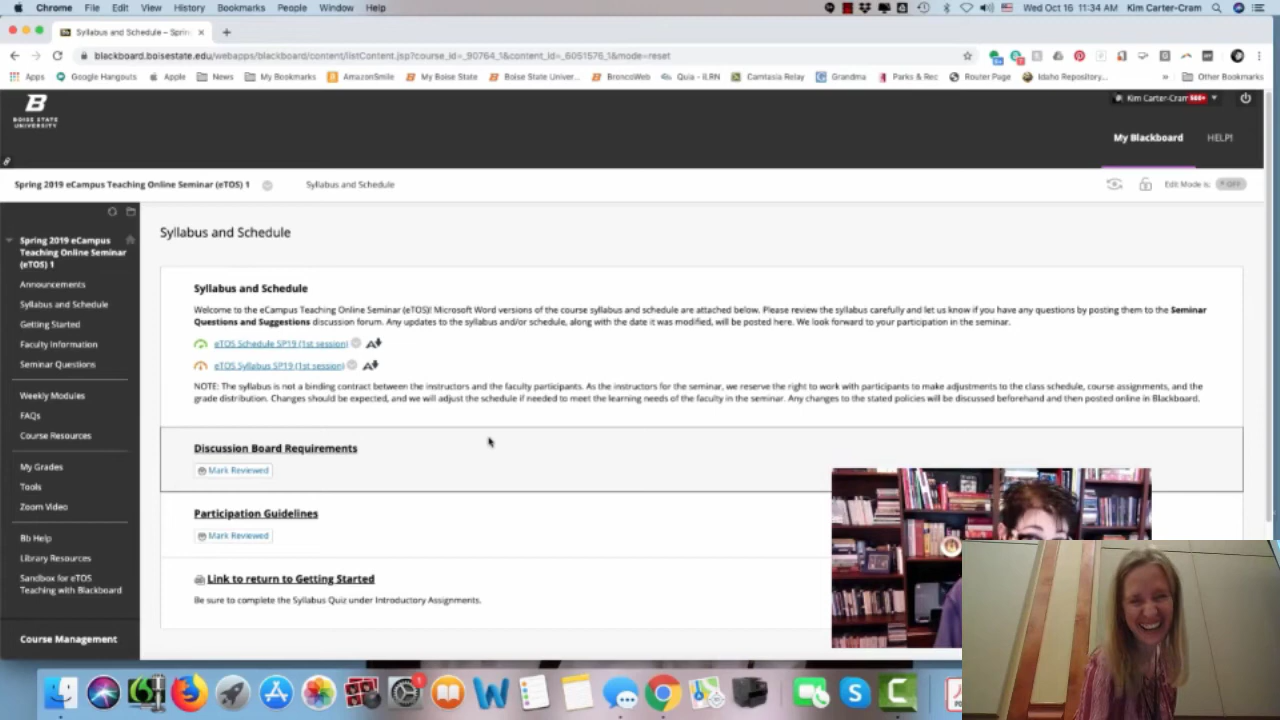 Chrome File Edit View History Bookmarks People Window Help
Wed Oct 16 11:34 AM Kim Carter-Cram
Syllabus and Schedule – Sprin
blackboard.boisestate.edu/webapps/blackboard/content/listContent.jsp?course_id=_90764_1&content_id=_6051576_1&mode=reset
Apps Google Hangouts Apple News My Bookmarks AmazonSmile My Boise State Boise State Univer... BroncoWeb Quia - iLRN Camtasia Relay Grandma Parks & Rec Router Page Idaho Repository... » Other Bookmarks
B
BOISE STATE
UNIVERSITY
Kim Carter-Cram
My Blackboard HELP!
Spring 2019 eCampus Teaching Online Seminar (eTOS) 1 Syllabus and Schedule Edit Mode is: OFF
Spring 2019 eCampus
Teaching Online Seminar
(eTOS) 1
Announcements
Syllabus and Schedule
Getting Started
Faculty Information
Seminar Questions
Weekly Modules
FAQs
Course Resources
My Grades
Tools
Zoom Video
Bb Help
Library Resources
Sandbox for eTOS
Teaching with Blackboard
Course Management
Syllabus and Schedule
Syllabus and Schedule
Welcome to the eCampus Teaching Online Seminar (eTOS)! Microsoft Word versions of the course syllabus and schedule are attached below. Please review the syllabus carefully and let us know if you have any questions by posting them to the Seminar
Questions and Suggestions discussion forum. Any updates to the syllabus and/or schedule, along with the date it was modified, will be posted here. We look forward to your participation in the seminar.
eTOS Schedule SP19 (1st session)
eTOS Syllabus SP19 (1st session)
NOTE: The syllabus is not a binding contract between the instructors and the faculty participants. As the instructors for the seminar, we reserve the right to work with participants to make adjustments to the class schedule, course assignments, and the
grade distribution. Changes should be expected, and we will adjust the schedule if needed to meet the learning needs of the faculty in the seminar. Any changes to the stated policies will be discussed beforehand and then posted online in Blackboard.
Discussion Board Requirements
Mark Reviewed
Participation Guidelines
Mark Reviewed
Link to return to Getting Started
Be sure to complete the Syllabus Quiz under Introductory Assignments.